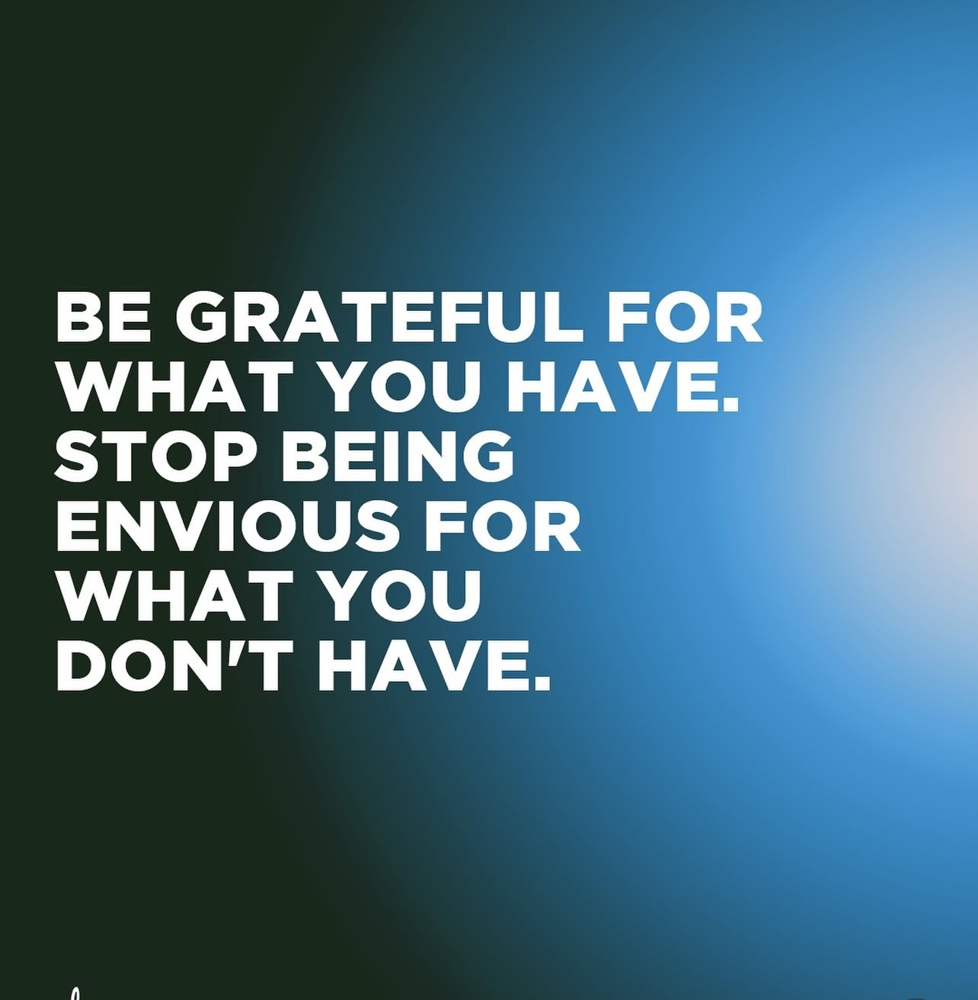 BE GRATEFUL FOR
WHAT YOU HAVE.
STOP BEING
ENVIOUS FOR
WHAT YOU
DON'T HAVE.